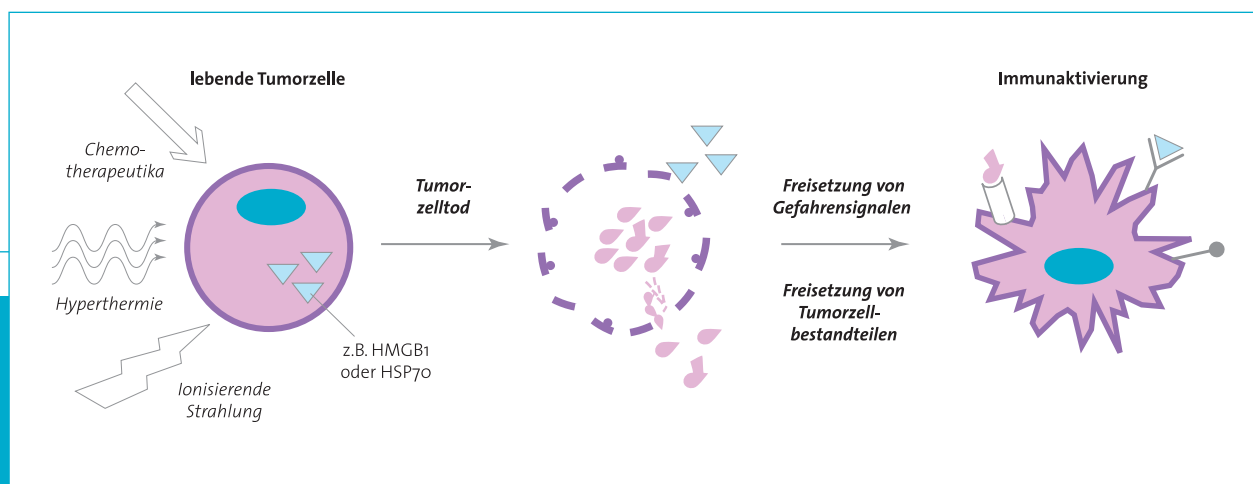 lebende Tumorzelle
Chemo-
therapeutika
Hyperthermie
Ionisierende
Strahlung
z.B. HMGB1
oder HSP70
Tumor-
zelltod
Freisetzung von
Gefahrensignalen
Freisetzung von
Tumorzell-
bestandteilen
Immunaktivierung